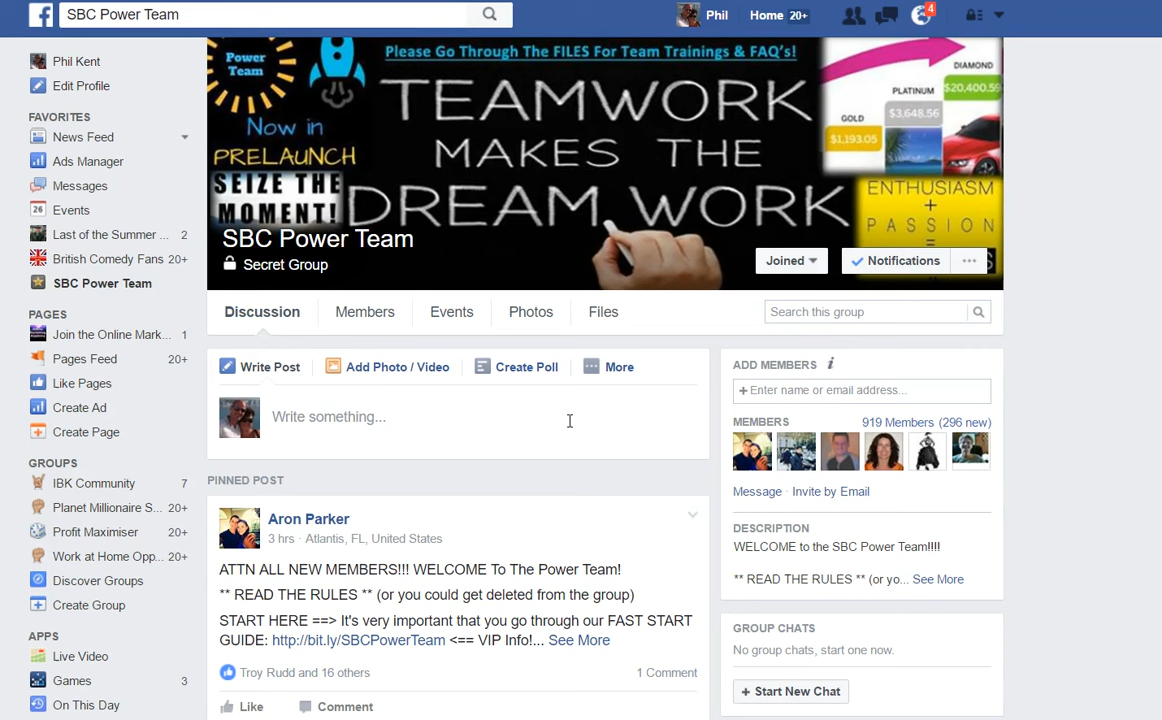 SBC Power Team
Phil
Home 20+
4
Phil Kent
Edit Profile
FAVORITES
News Feed
Ads Manager
Messages
26 Events
Last of the Summer ... 2
British Comedy Fans 20+
SBC Power Team
PAGES
Join the Online Mark... 1
Pages Feed 20+
Like Pages
Create Ad
Create Page
GROUPS
IBK Community 7
Planet Millionaire S... 20+
Profit Maximiser 20+
Work at Home Opp... 20+
Discover Groups
Create Group
APPS
Live Video
Games 3
On This Day
Please Go Through The FILES For Team Trainings & FAQ's!
Power
Team
Now in
PRELAUNCH
SEIZE THE
MOMENT!
TEAMWORK
MAKES THE
DREAM WORK
DIAMOND
$20,400.59
PLATINUM
$3,648.56
GOLD
$1,193.05
ENTHUSIASM
+
PASSION
=
SBC Power Team
Secret Group
Joined
Notifications
Discussion
Members
Events
Photos
Files
Search this group
Write Post
Add Photo / Video
Create Poll
More
Write something...
PINNED POST
Aron Parker
3 hrs · Atlantis, FL, United States
ATTN ALL NEW MEMBERS!!! WELCOME To The Power Team!
** READ THE RULES ** (or you could get deleted from the group)
START HERE ==> It's very important that you go through our FAST START
GUIDE: http://bit.ly/SBCPowerTeam <== VIP Info!... See More
Troy Rudd and 16 others
1 Comment
Like
Comment
ADD MEMBERS
+ Enter name or email address...
MEMBERS
919 Members (296 new)
Message · Invite by Email
DESCRIPTION
WELCOME to the SBC Power Team!!!!
** READ THE RULES ** (or yo... See More
GROUP CHATS
No group chats, start one now.
+ Start New Chat